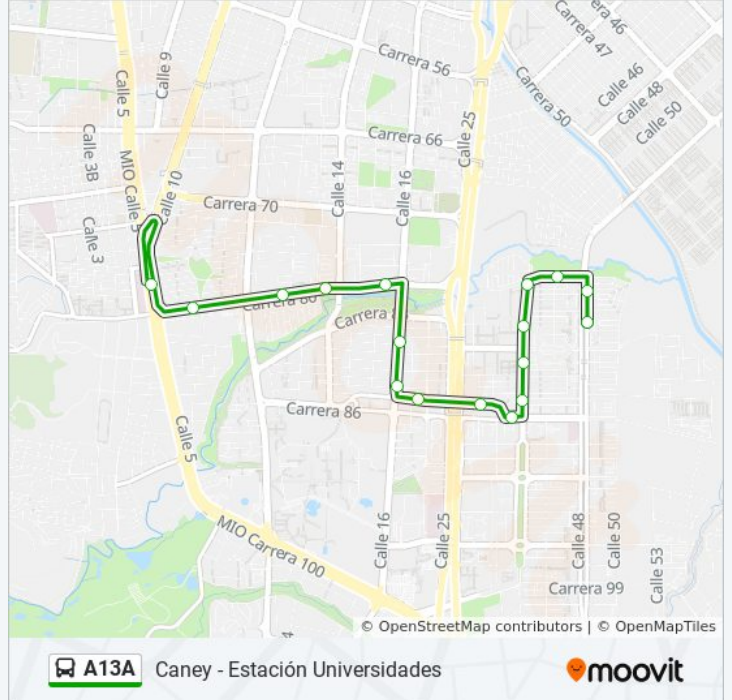 Carrera 46
Carrera 47
Carrera 56
Calle 5
Calle 9
Carrera 50
Calle 46
Calle 48
Calle 50
Calle 25
Carrera 66
Calle 3B
MIO Calle 5
Calle 10
Calle 14
Calle 16
Carrera 70
Calle 3
Carrera 80
Carrera
Carrera 86
Calle 5
MIO Carrera 100
Calle 16
Calle 25
Calle 48
Calle 50
Calle 53
Carrera 99
© OpenStreetMap contributors | © OpenMapTiles
A13A Caney - Estación Universidades
moovit